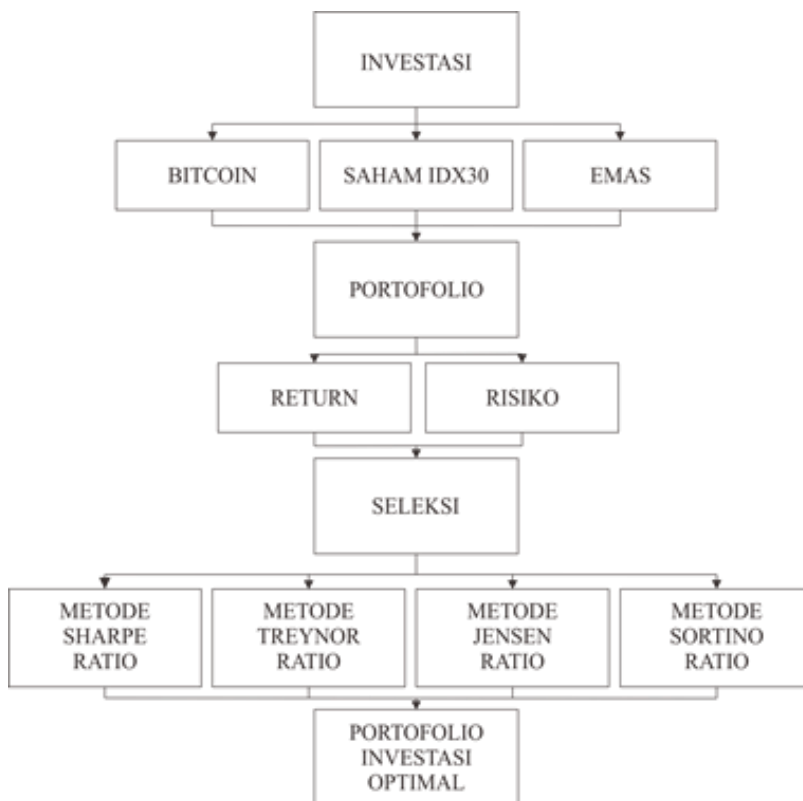 INVESTASI
BITCOIN
SAHAM IDX30
EMAS
PORTOFOLIO
RETURN
RISIKO
SELEKSI
METODE
SHARPE
RATIO
METODE
TREYNOR
RATIO
METODE
JENSEN
RATIO
METODE
SORTINO
RATIO
PORTOFOLIO
INVESTASI
OPTIMAL